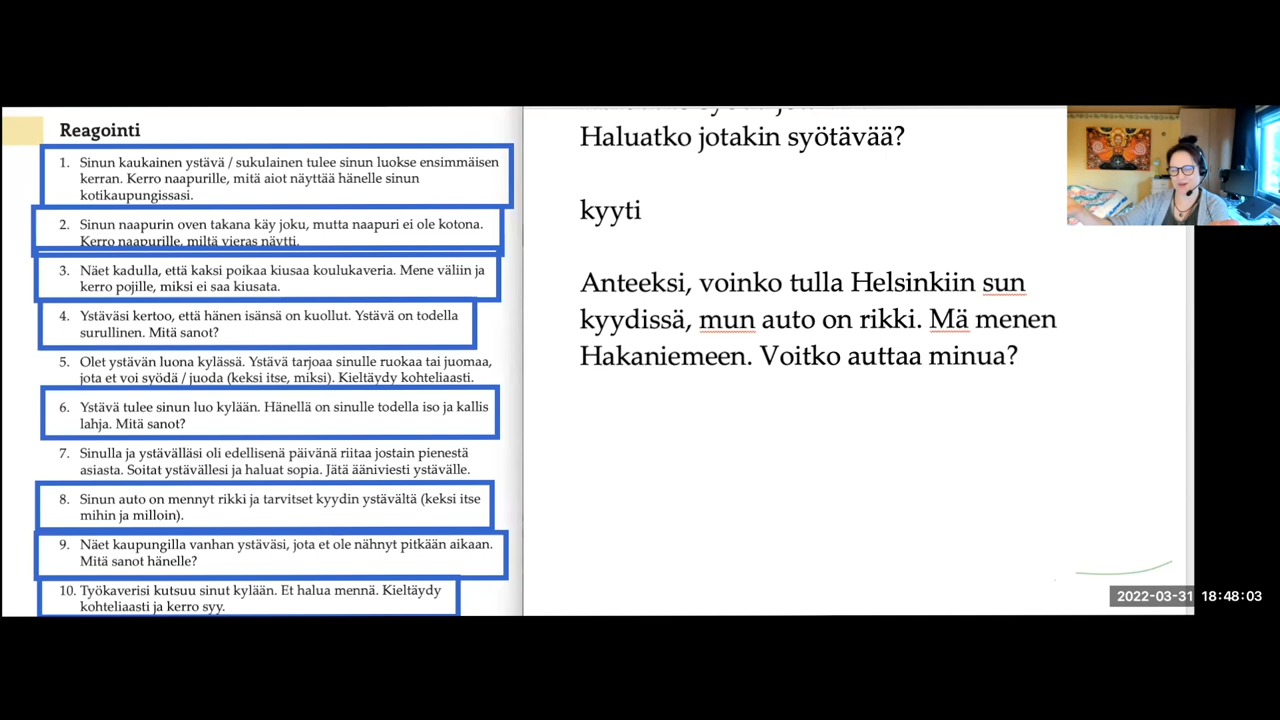 Reagointi
1. Sinun kaukainen ystävä / sukulainen tulee sinun luokse ensimmäisen
kerran. Kerro naapurille, mitä aiot näyttää hänelle sinun
kotikaupungissasi.
2. Sinun naapurin oven takana käy joku, mutta naapuri ei ole kotona.
Kerro naapurille, miltä vieras näytti.
3. Näet kadulla, että kaksi poikaa kiusaa koulukaveria. Mene väliin ja
kerro pojille, miksi ei saa kiusata.
4. Ystäväsi kertoo, että hänen isänsä on kuollut. Ystävä on todella
surullinen. Mitä sanot?
5. Olet ystävän luona kylässä. Ystävä tarjoaa sinulle ruokaa tai juomaa,
jota et voi syödä / juoda (keksi itse, miksi). Kieltäydy kohteliaasti.
6. Ystävä tulee sinun luo kylään. Hänellä on sinulle todella iso ja kallis
lahja. Mitä sanot?
7. Sinulla ja ystävälläsi oli edellisenä päivänä riitaa jostain pienestä
asiasta. Soitat ystävällesi ja haluat sopia. Jätä ääniviesti ystävälle.
8. Sinun auto on mennyt rikki ja tarvitset kyydin ystävältä (keksi itse
mihin ja milloin).
9. Näet kaupungilla vanhan ystäväsi, jota et ole nähnyt pitkään aikaan.
Mitä sanot hänelle?
10. Työkaverisi kutsuu sinut kylään. Et halua mennä. Kieltäydy
kohteliaasti ja kerro syy.
Haluatko jotakin syötävää?
kyyti
Anteeksi, voinko tulla Helsinkiin sun
kyydissä, mun auto on rikki. Mä menen
Hakaniemeen. Voitko auttaa minua?
2022-03-31 18:48:03